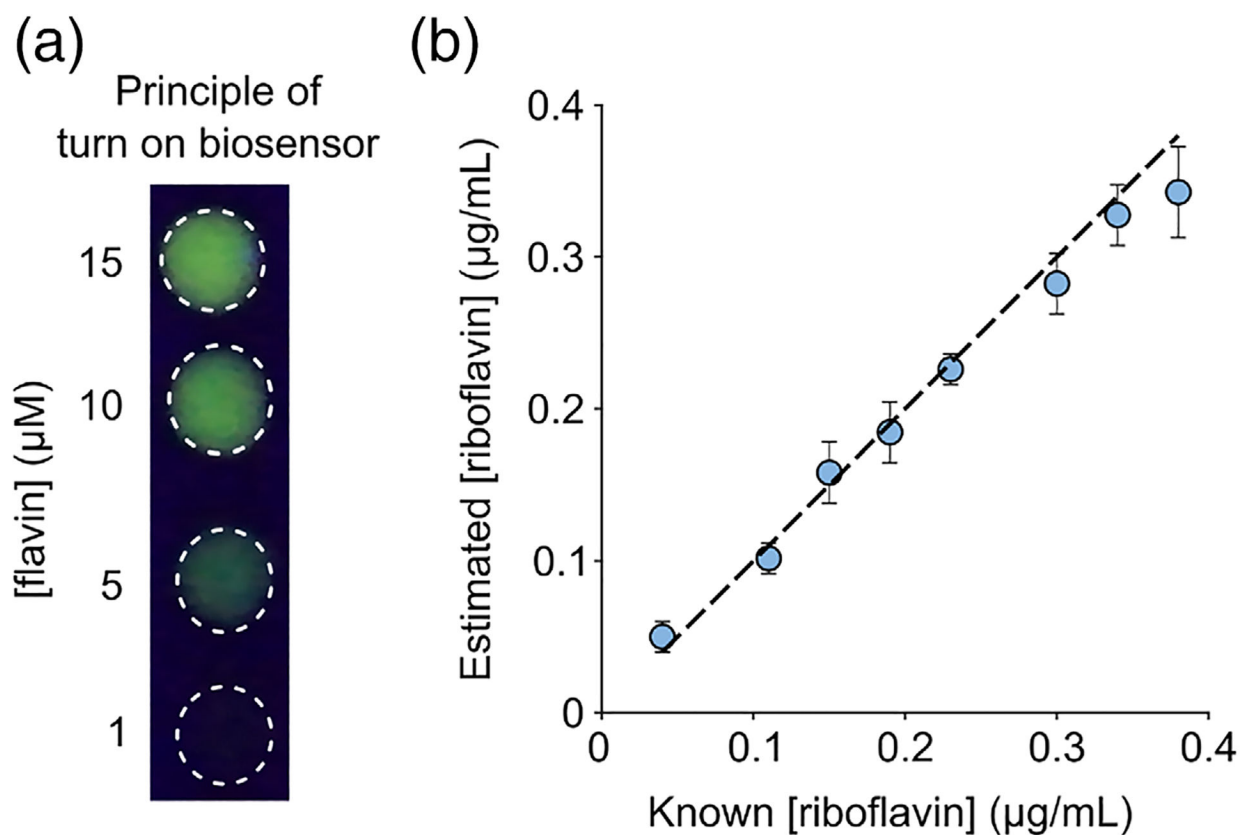 (a)
Principle of
turn on biosensor
[flavin] (µM)
15
10
5
1
(b)
Estimated [riboflavin] (µg/mL)
0.4
0.3
0.2
0.1
0
0
0.1
0.2
0.3
0.4
Known [riboflavin] (µg/mL)